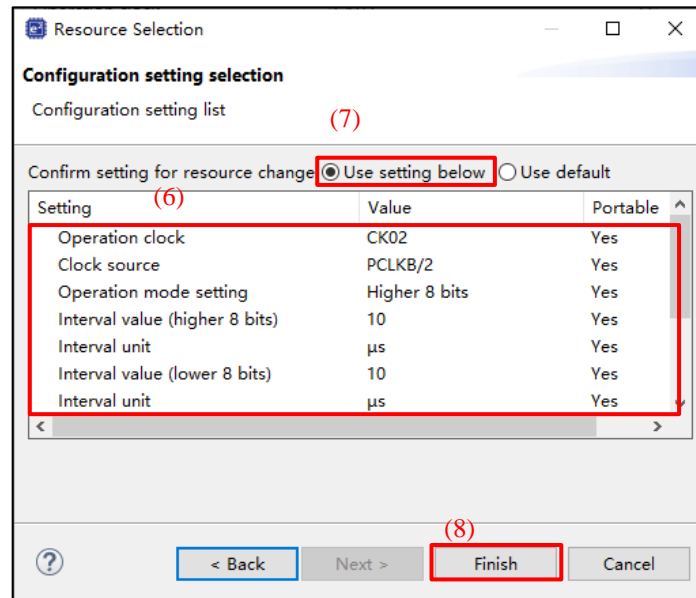 Resource Selection
Configuration setting selection
Configuration setting list
(7)
Confirm setting for resource change Use setting below Use default
(6)
Setting Value Portable
Operation clock CK02 Yes
Clock source PCLKB/2 Yes
Operation mode setting Higher 8 bits Yes
Interval value (higher 8 bits) 10 Yes
Interval unit µs Yes
Interval value (lower 8 bits) 10 Yes
Interval unit µs Yes
(8)
? < Back Next > Finish Cancel